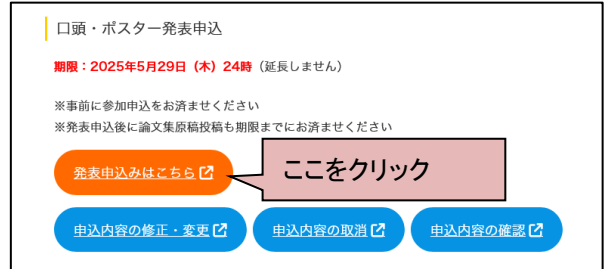 口頭・ポスター発表申込
期限：2025年5月29日（木）24時（延長しません）
※事前に参加申込をお済ませください
※発表申込後に論文集原稿投稿も期限までにお済ませください
発表申込みはこちら
ここをクリック
申込内容の修正・変更
申込内容の取消
申込内容の確認